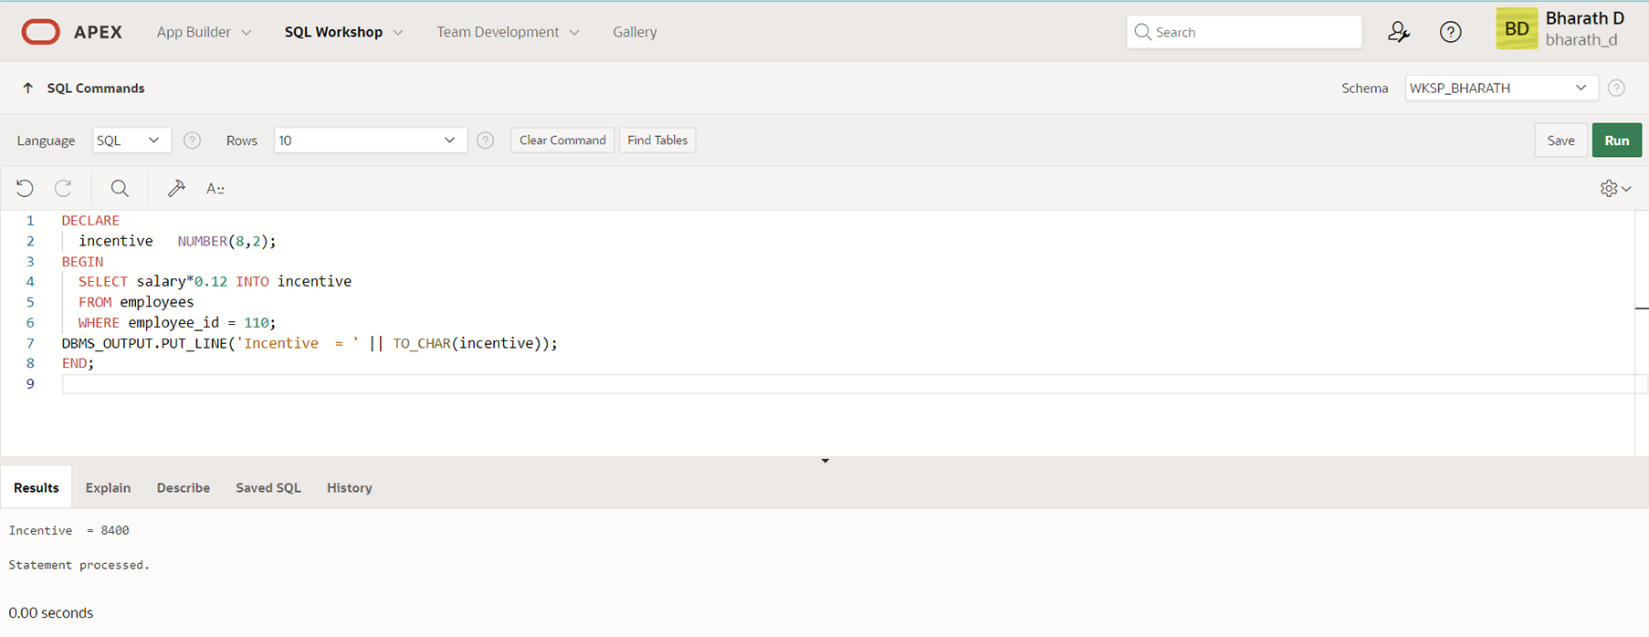 APEX App Builder SQL Workshop Team Development Gallery Search BD Bharath D
bharath_d
SQL Commands Schema WKSP_BHARATH
Language SQL Rows 10 Clear Command Find Tables Save Run
1 DECLARE
2 incentive   NUMBER(8,2);
3 BEGIN
4 SELECT salary*0.12 INTO incentive
5 FROM employees
6 WHERE employee_id = 110;
7 DBMS_OUTPUT.PUT_LINE('Incentive  = ' || TO_CHAR(incentive));
8 END;
9
Results Explain Describe Saved SQL History
Incentive  = 8400
Statement processed.
0.00 seconds